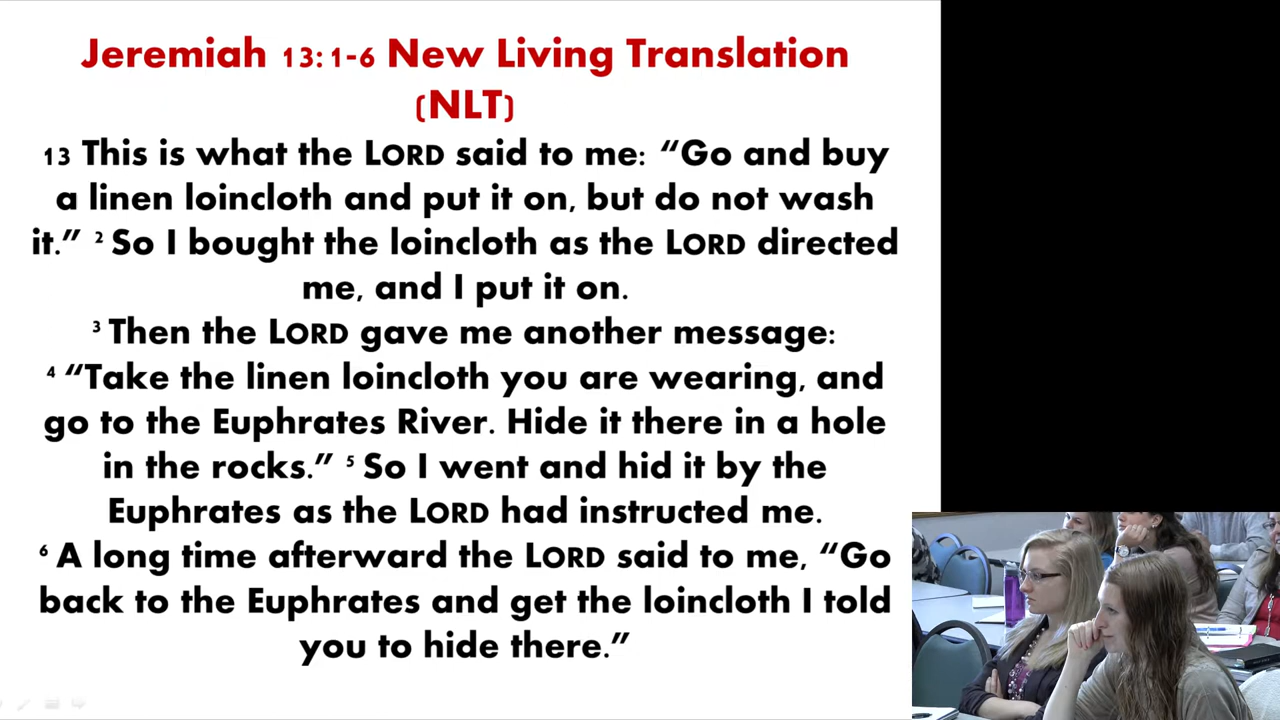 Jeremiah 13:1-6 New Living Translation
(NLT)
13 This is what the LORD said to me: “Go and buy
a linen loincloth and put it on, but do not wash
it.” ² So I bought the loincloth as the LORD directed
me, and I put it on.
³ Then the LORD gave me another message:
⁴ “Take the linen loincloth you are wearing, and
go to the Euphrates River. Hide it there in a hole
in the rocks.” ⁵ So I went and hid it by the
Euphrates as the LORD had instructed me.
⁶ A long time afterward the LORD said to me, “Go
back to the Euphrates and get the loincloth I told
you to hide there.”